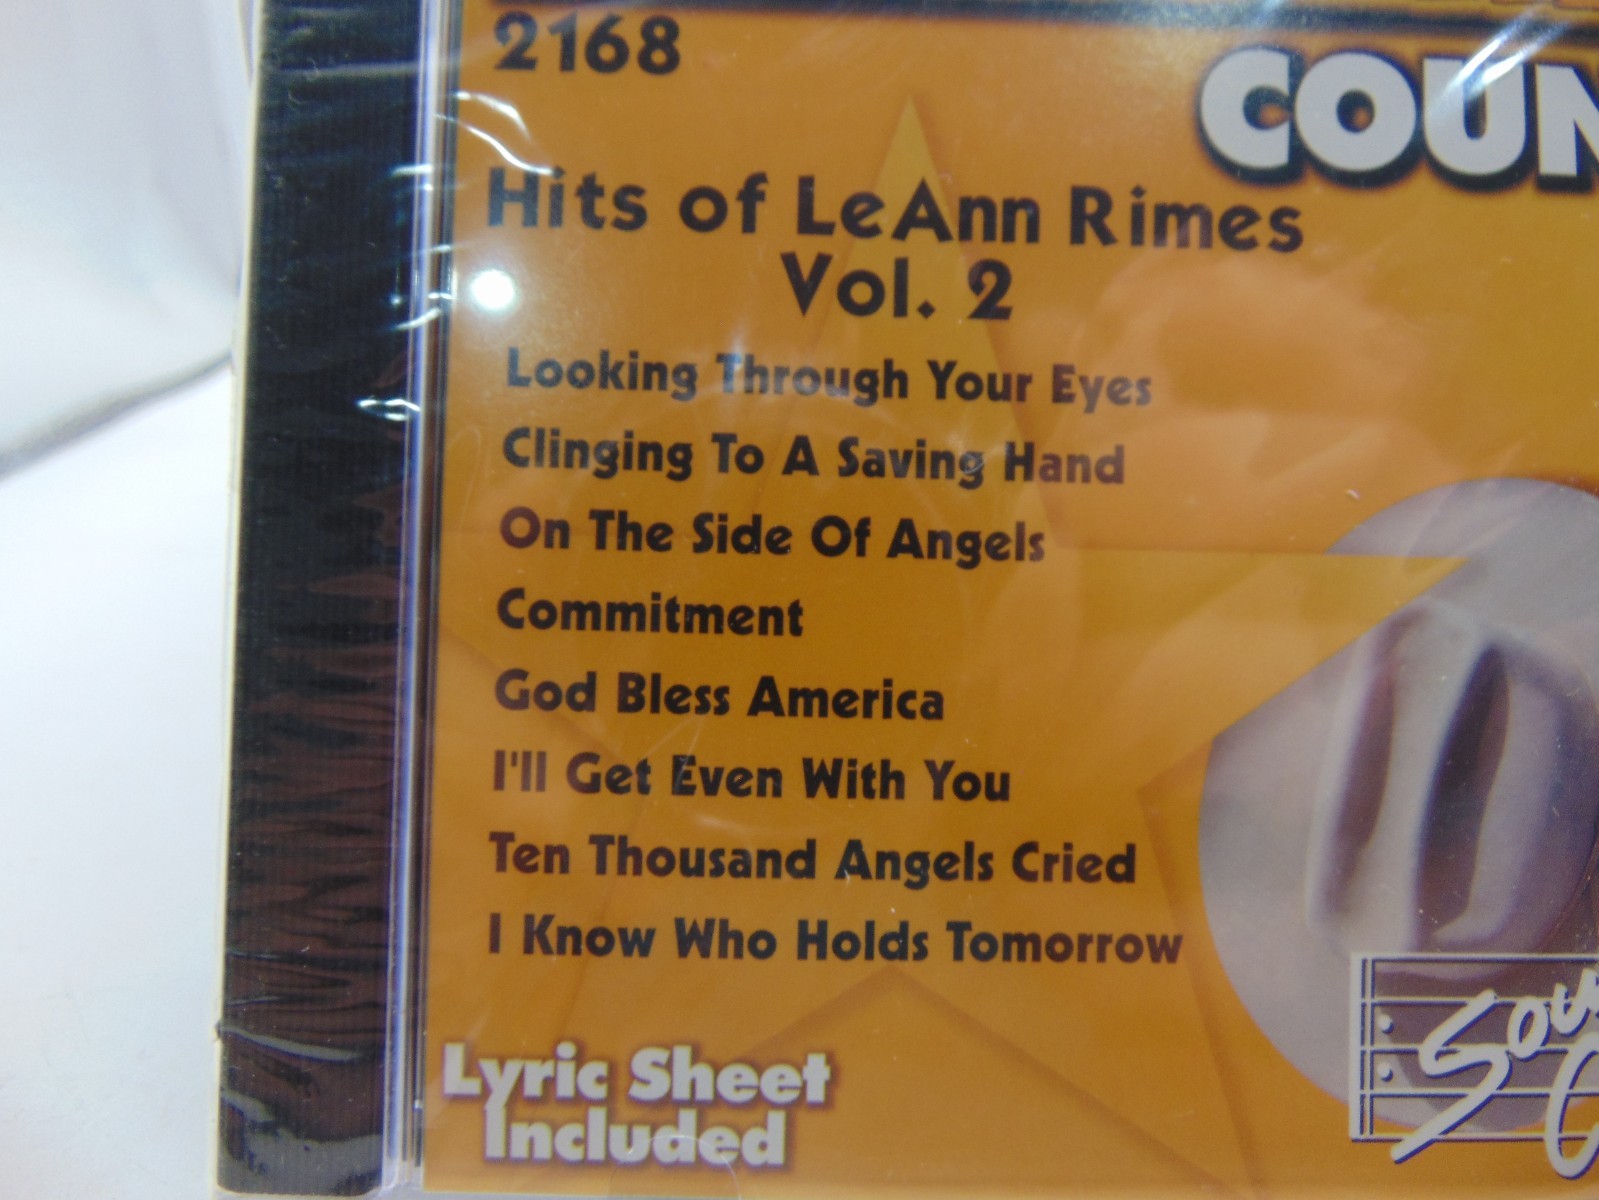 2168
COUN
Hits of LeAnn Rimes
Vol. 2
Looking Through Your Eyes
Clinging To A Saving Hand
On The Side Of Angels
Commitment
God Bless America
I'll Get Even With You
Ten Thousand Angels Cried
I Know Who Holds Tomorrow
Lyric Sheet
Included
Sou
C